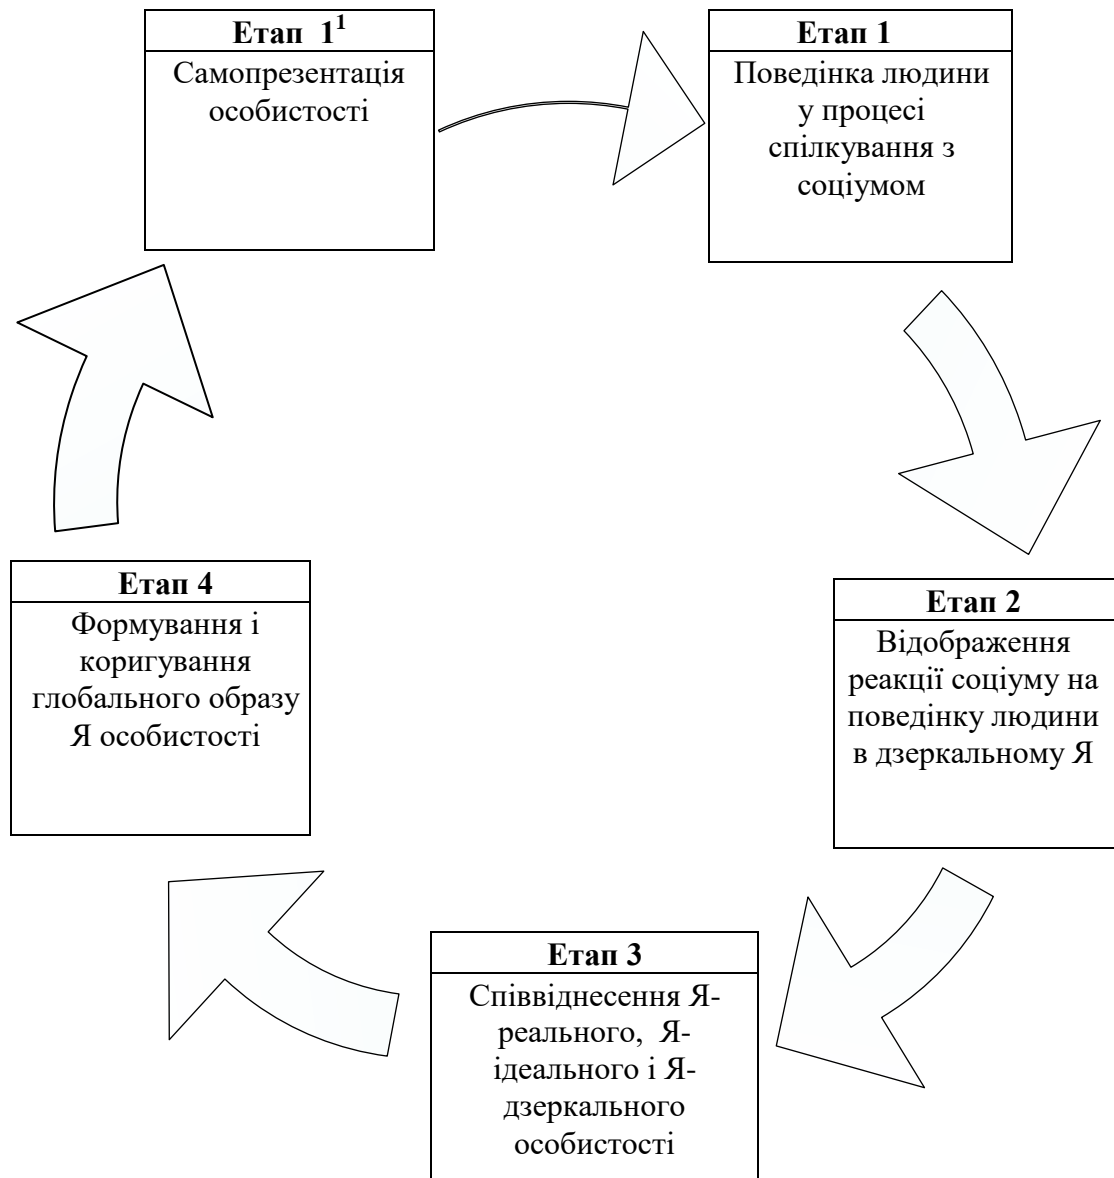 Етап 1¹
Самопрезентація
особистості
Етап 1
Поведінка людини
у процесі
спілкування з
соціумом
Етап 2
Відображення
реакції соціуму на
поведінку людини
в дзеркальному Я
Етап 3
Співвіднесення Я-
реального, Я-
ідеального і Я-
дзеркального
особистості
Етап 4
Формування і
коригування
глобального образу
Я особистості